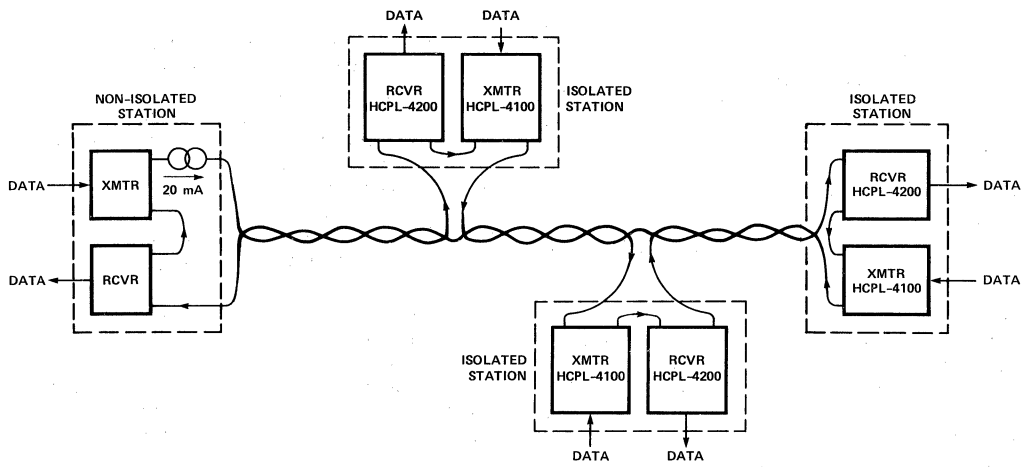 NON-ISOLATED
STATION
DATA
XMTR
20 mA
DATA
RCVR
DATA
DATA
RCVR
HCPL-4200
XMTR
HCPL-4100
ISOLATED
STATION
ISOLATED
STATION
XMTR
HCPL-4100
RCVR
HCPL-4200
DATA
DATA
ISOLATED
STATION
RCVR
HCPL-4200
DATA
XMTR
HCPL-4100
DATA